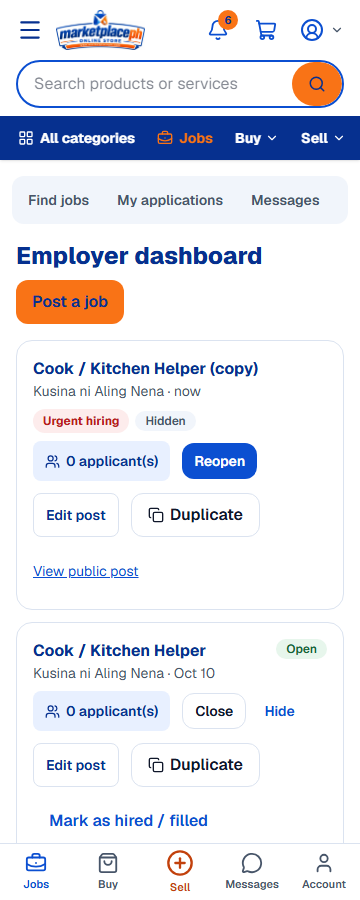 marketplaceph
ONLINE STORE
6
Search products or services
All categories Jobs Buy Sell
Find jobs My applications Messages
Employer dashboard
Post a job
Cook / Kitchen Helper (copy)
Kusina ni Aling Nena · now
Urgent hiring Hidden
0 applicant(s) Reopen
Edit post Duplicate
View public post
Cook / Kitchen Helper Open
Kusina ni Aling Nena · Oct 10
0 applicant(s) Close Hide
Edit post Duplicate
Mark as hired / filled
Jobs Buy Sell Messages Account